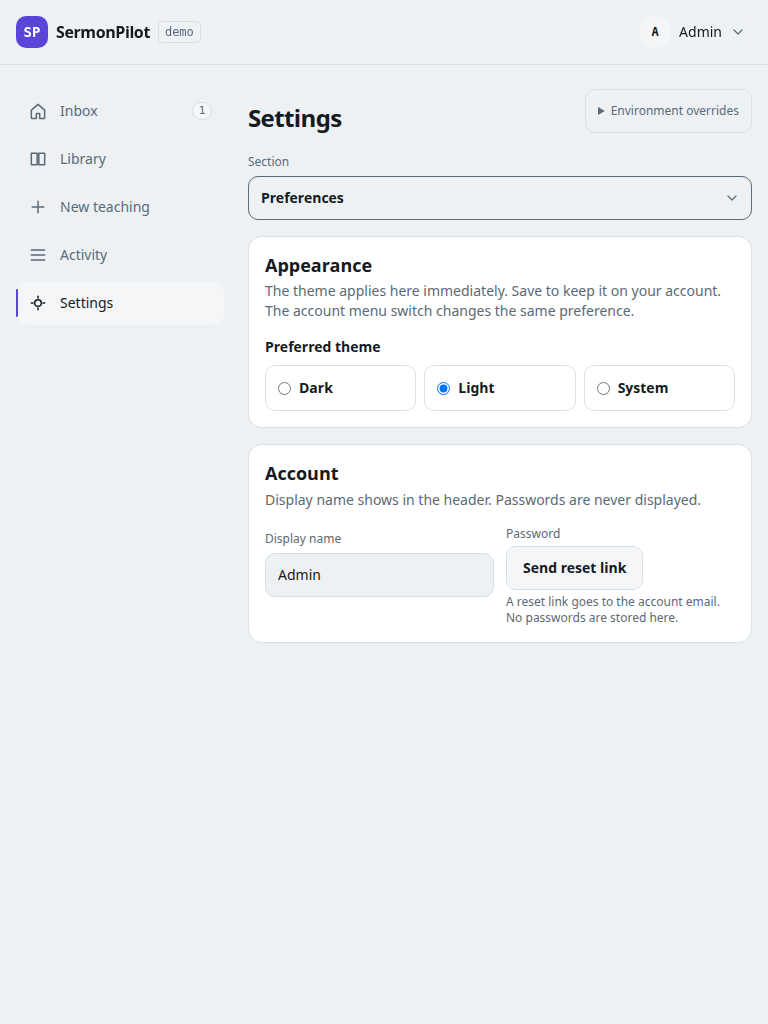 SP SermonPilot demo
A Admin
Inbox 1
Library
New teaching
Activity
Settings
Settings
Environment overrides
Section
Preferences
Appearance
The theme applies here immediately. Save to keep it on your account.
The account menu switch changes the same preference.
Preferred theme
Dark Light System
Account
Display name shows in the header. Passwords are never displayed.
Display name
Admin
Password
Send reset link
A reset link goes to the account email.
No passwords are stored here.